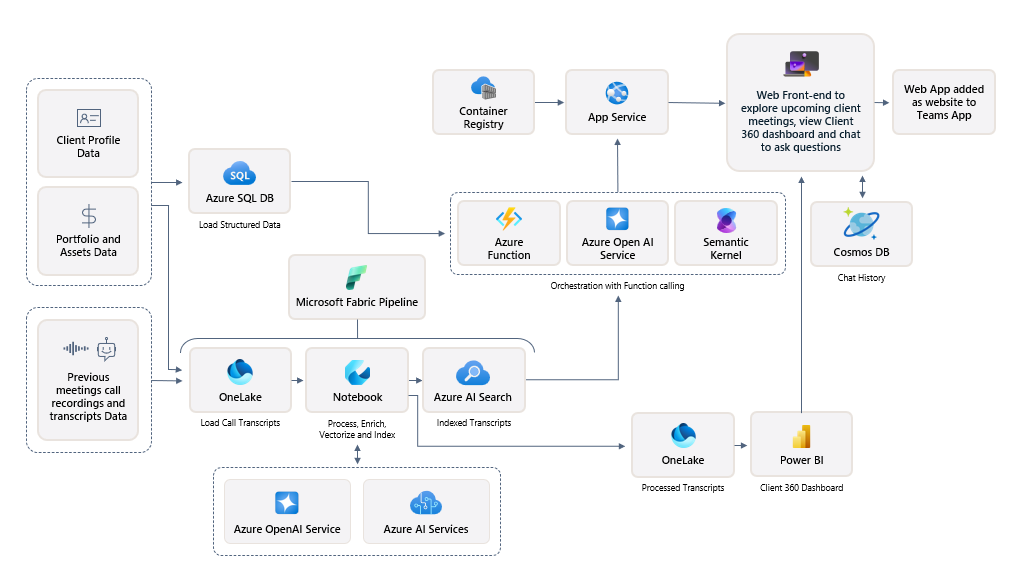 Client Profile
Data
Portfolio and
Assets Data
Previous
meetings call
recordings and
transcripts Data
SQL
Azure SQL DB
Load Structured Data
Microsoft Fabric Pipeline
OneLake
Load Call Transcripts
Notebook
Process, Enrich,
Vectorize and Index
Azure AI Search
Indexed Transcripts
Azure OpenAI Service
Azure AI Services
Container
Registry
App Service
Azure
Function
Azure Open AI
Service
Semantic
Kernel
Orchestration with Function calling
Web Front-end to
explore upcoming client
meetings, view Client
360 dashboard and chat
to ask questions
Web App added
as website to
Teams App
Cosmos DB
Chat History
OneLake
Processed Transcripts
Power BI
Client 360 Dashboard